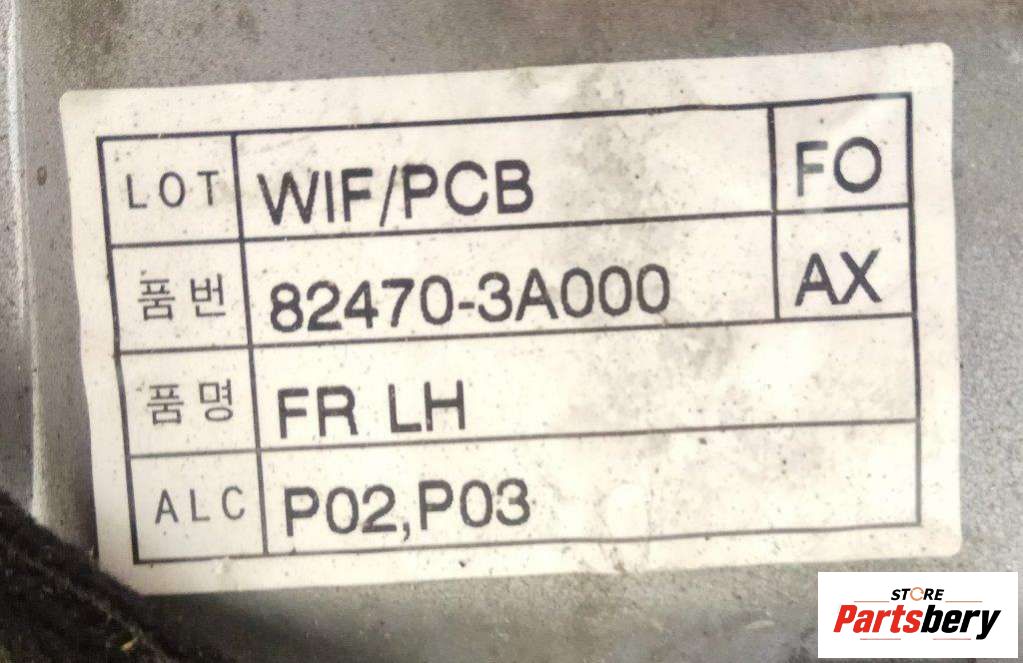 LOT WIF/PCB FO
품번 82470-3A000 AX
품명 FR LH
ALC P02,P03
STORE
Partsbery